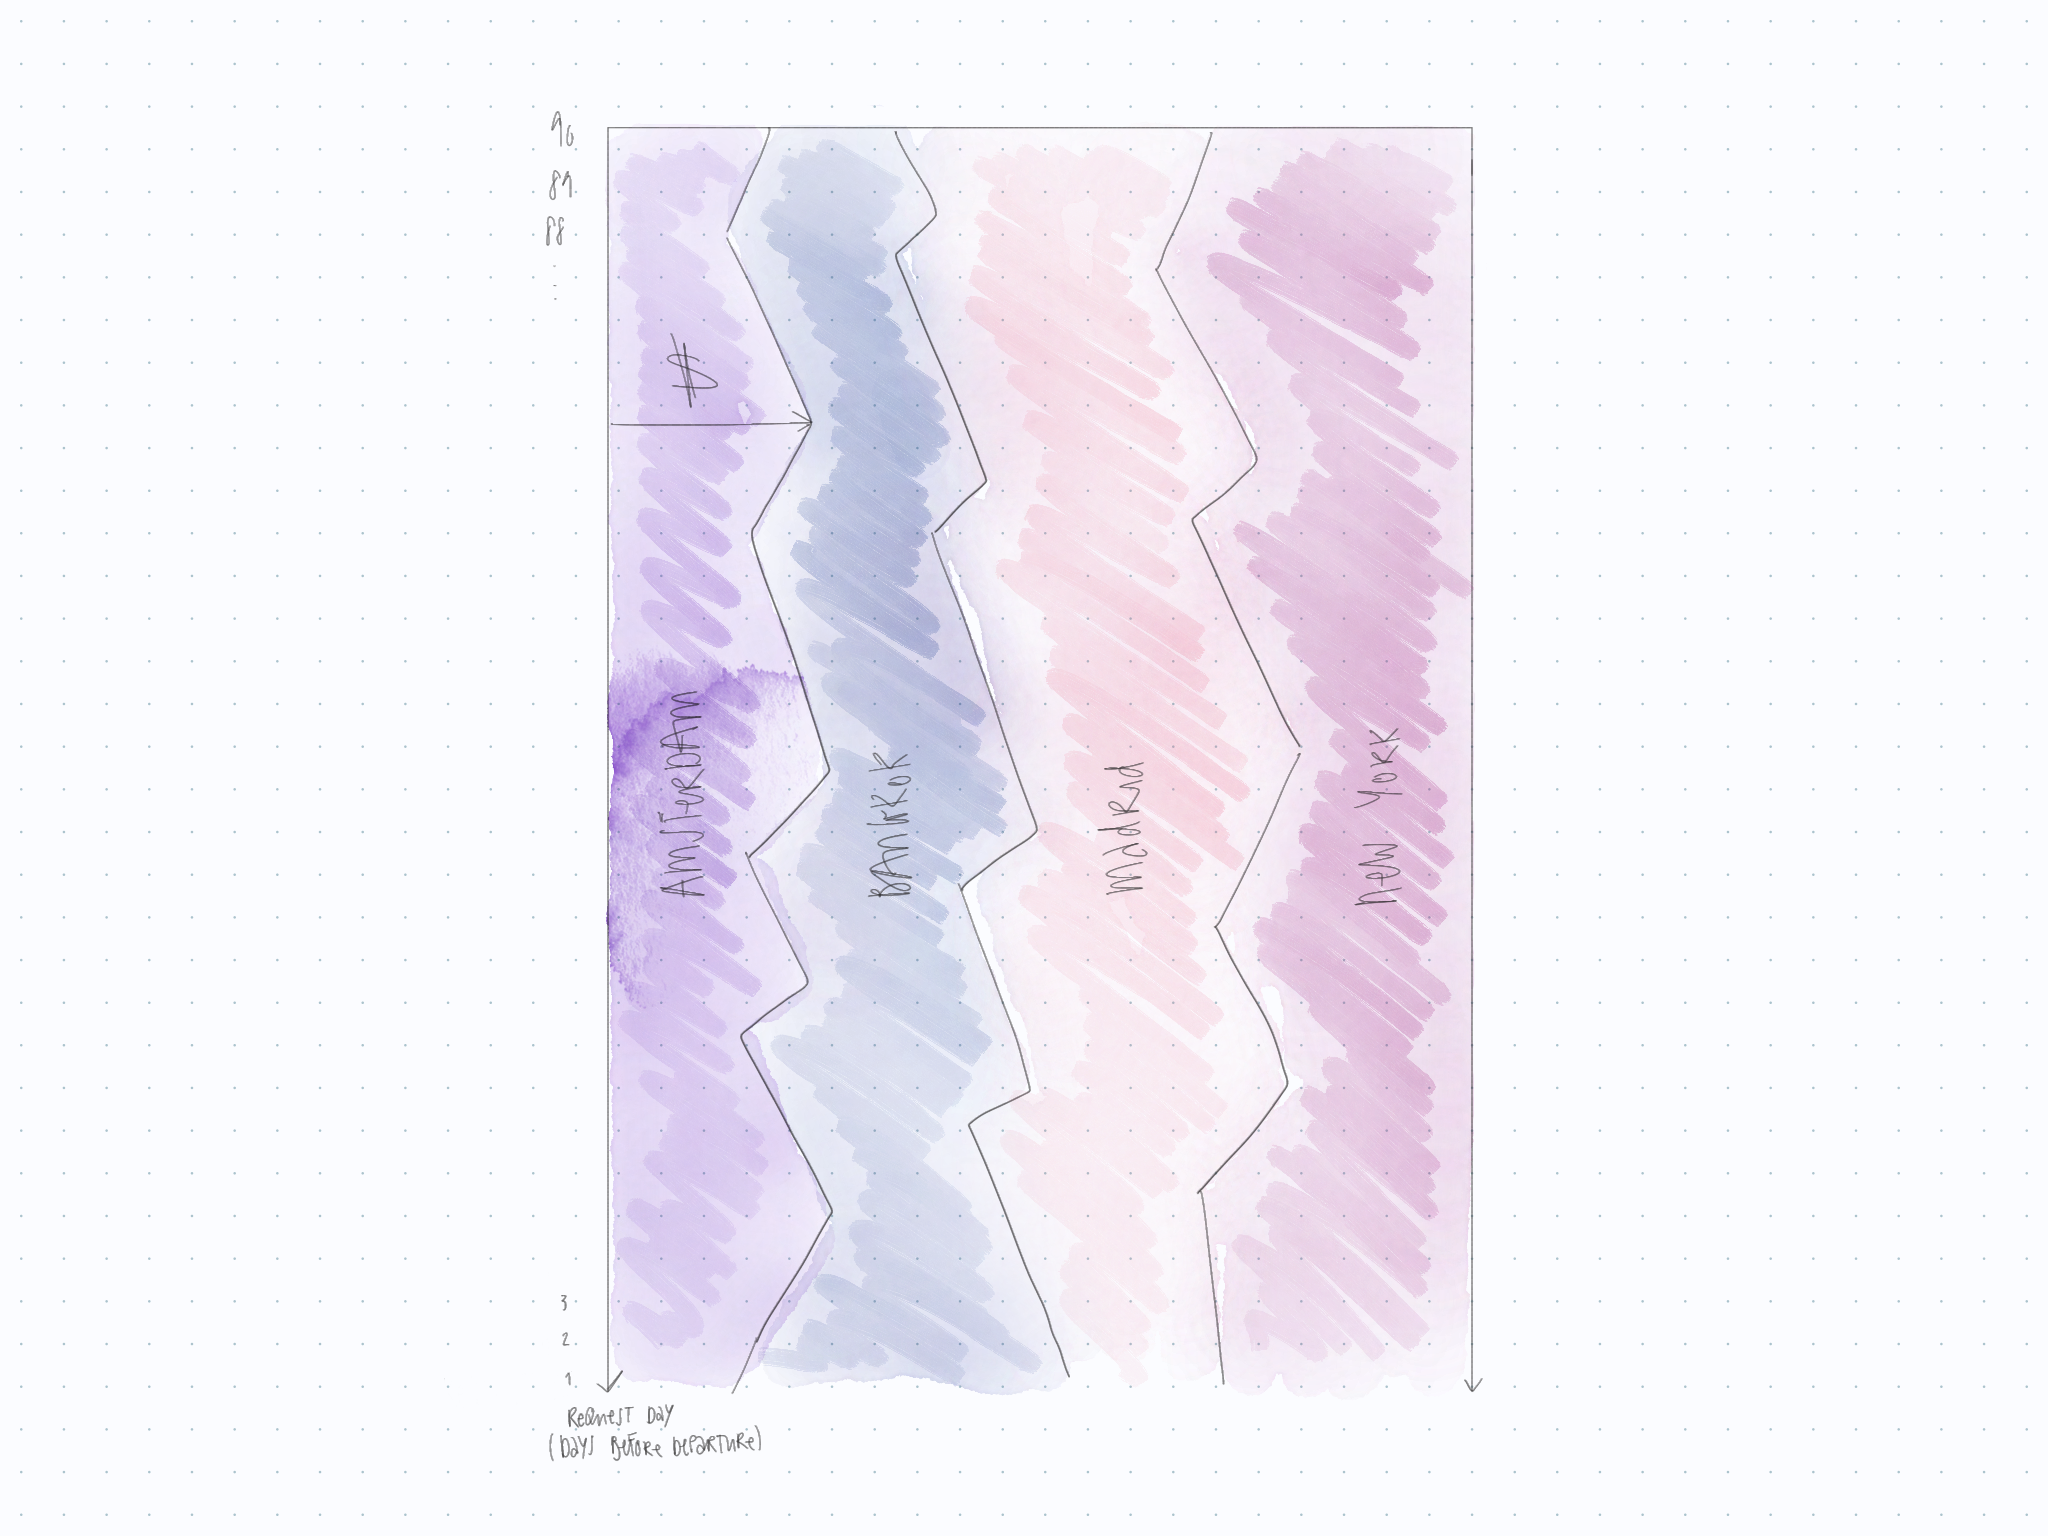 90
89
88
$
AMSTERDAM
BANKKOK
MADRID
NEW YORK
3
2
1
REQUEST DAY
(DAYS BEFORE DEPARTURE)